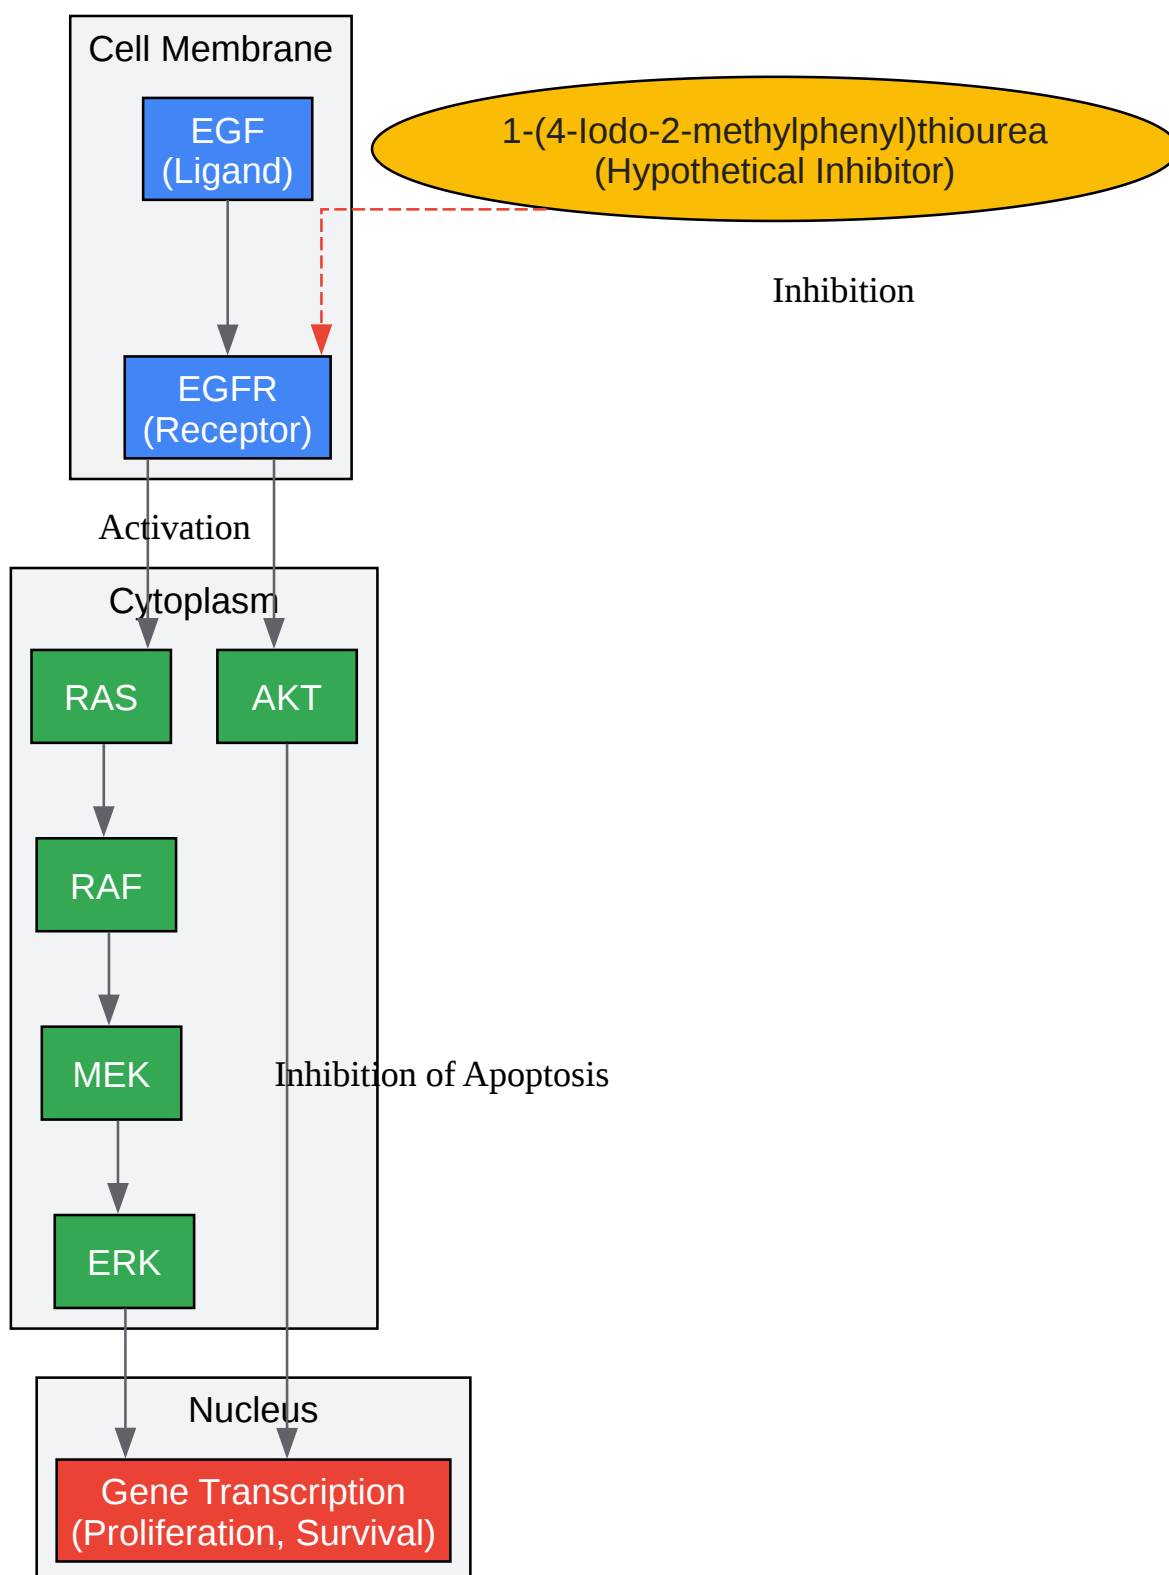 Cell Membrane
EGF
(Ligand)
1-(4-Iodo-2-methylphenyl)thiourea
(Hypothetical Inhibitor)
Inhibition
EGFR
(Receptor)
Activation
Cytoplasm
RAS
AKT
RAF
MEK
Inhibition of Apoptosis
ERK
Nucleus
Gene Transcription
(Proliferation, Survival)